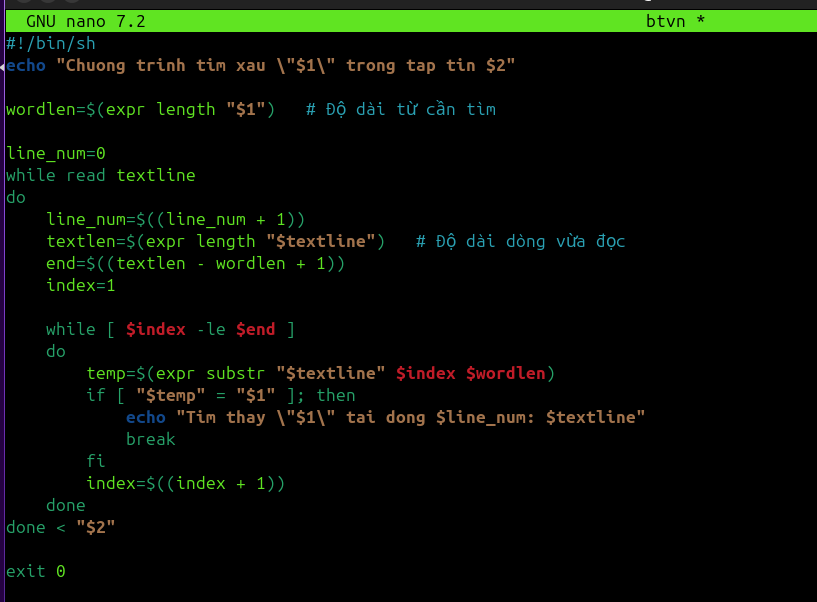 GNU nano 7.2 btvn *
#!/bin/sh
echo "Chuong trinh tim xau \"$1\" trong tap tin $2"

wordlen=$(expr length "$1")   # Độ dài từ cần tìm

line_num=0
while read textline
do
    line_num=$((line_num + 1))
    textlen=$(expr length "$textline")   # Độ dài dòng vừa đọc
    end=$((textlen - wordlen + 1))
    index=1

    while [ $index -le $end ]
    do
        temp=$(expr substr "$textline" $index $wordlen)
        if [ "$temp" = "$1" ]; then
            echo "Tim thay \"$1\" tai dong $line_num: $textline"
            break
        fi
        index=$((index + 1))
    done
done < "$2"

exit 0